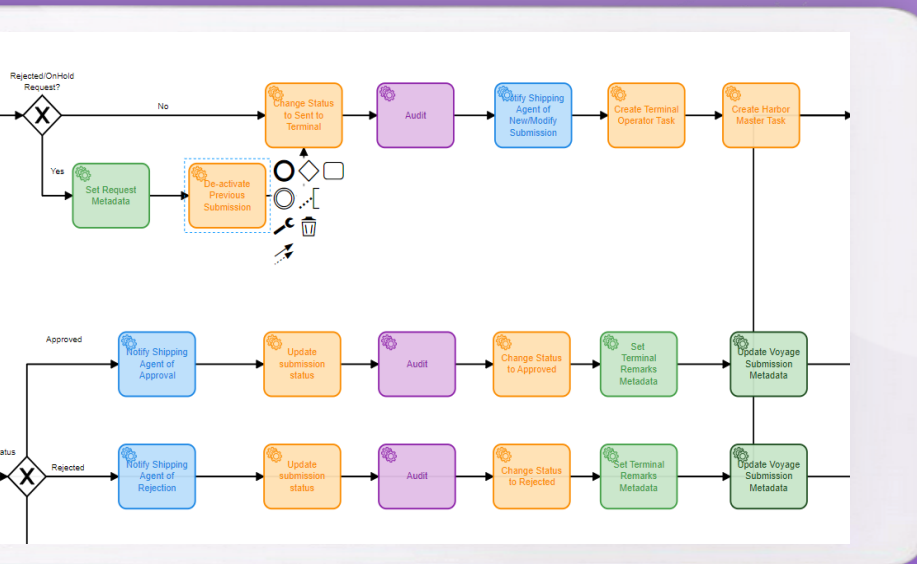 Rejected/OnHold
Request?
No
Yes
Change Status
to Sent to
Terminal
Audit
Notify Shipping
Agent of
New/Modify
Submission
Create Terminal
Operator Task
Create Harbor
Master Task
Set Request
Metadata
De-activate
Previous
Submission
Approved
Notify Shipping
Agent of
Approval
Update
submission
status
Audit
Change Status
to Approved
Set
Terminal
Remarks
Metadata
Update Voyage
Submission
Metadata
atus
Rejected
Notify Shipping
Agent of
Rejection
Update
submission
status
Audit
Change Status
to Rejected
Set Terminal
Remarks
Metadata
Update Voyage
Submission
Metadata